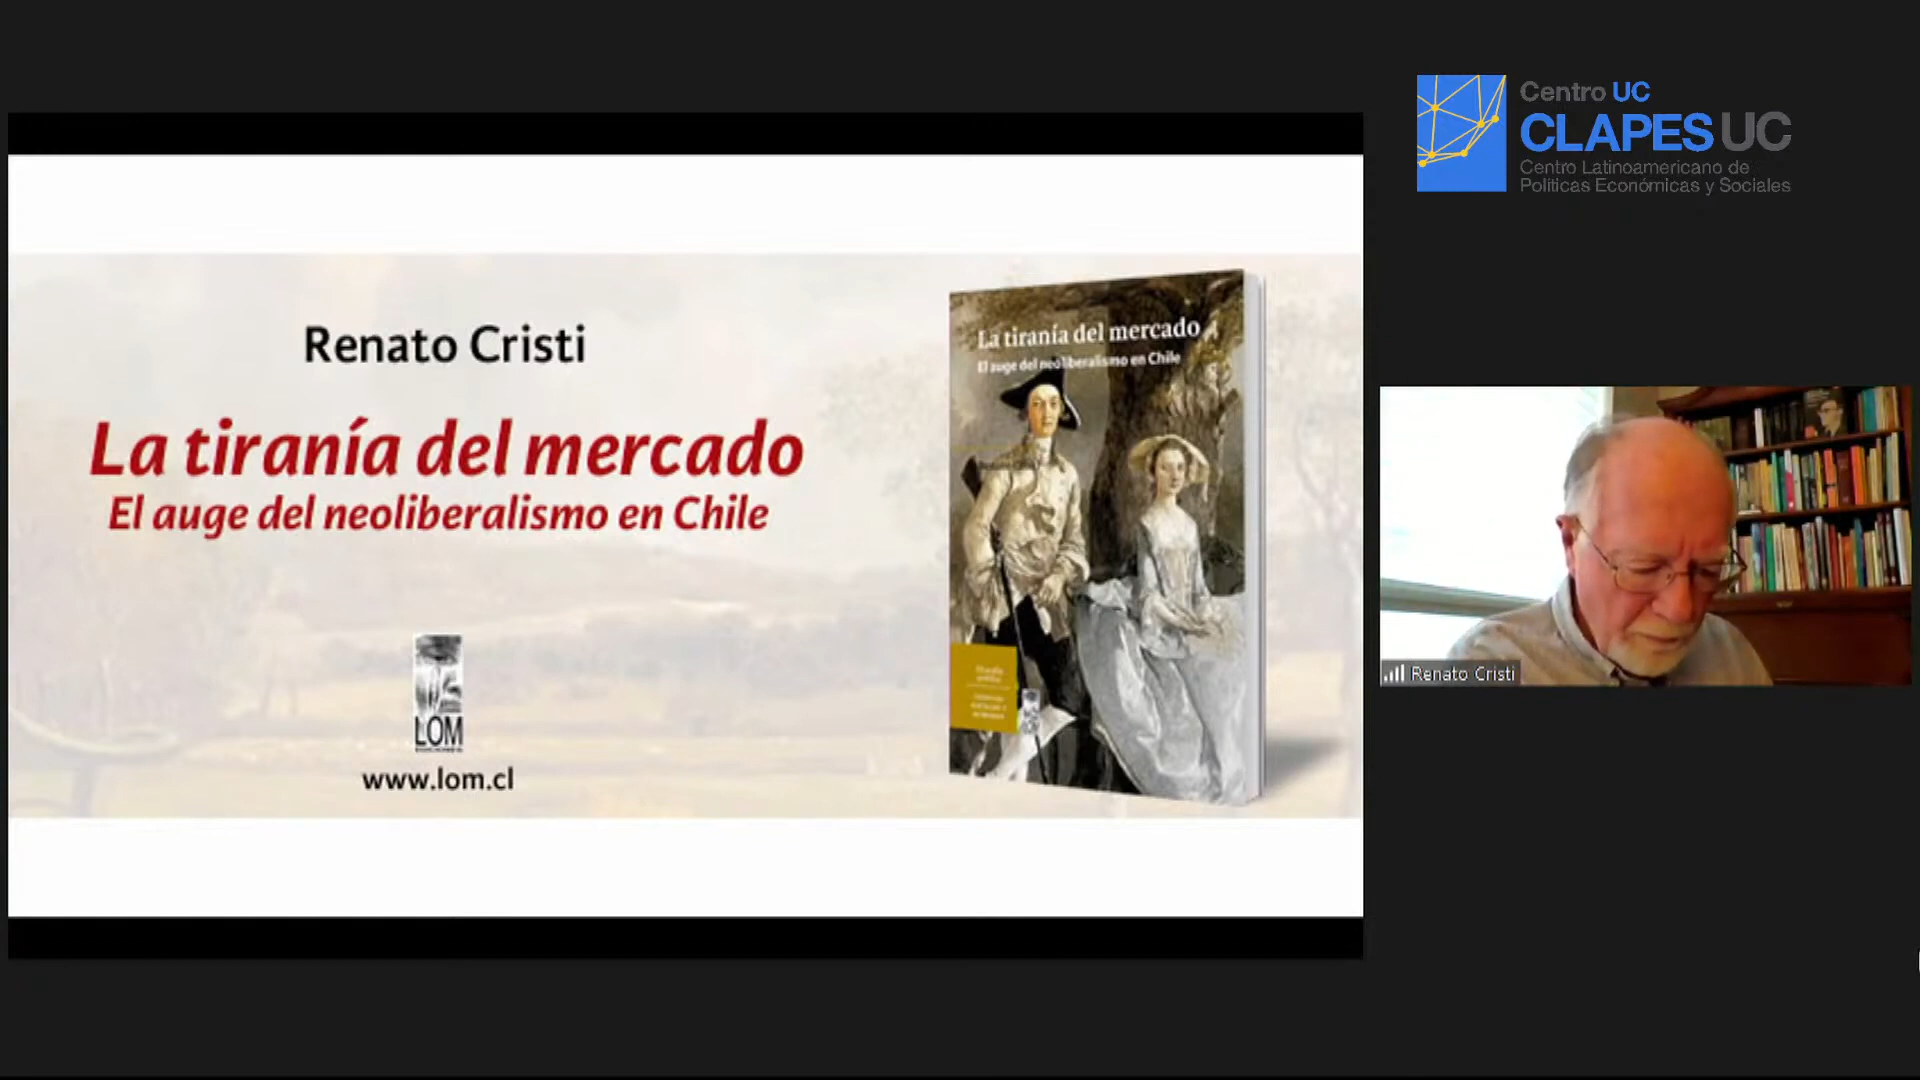 Renato Cristi
La tiranía del mercado
El auge del neoliberalismo en Chile
LOM
www.lom.cl
La tiranía del mercado
El auge del neoliberalismo en Chile
Centro UC
CLAPES UC
Centro Latinoamericano de
Políticas Económicas y Sociales
Renato Cristi